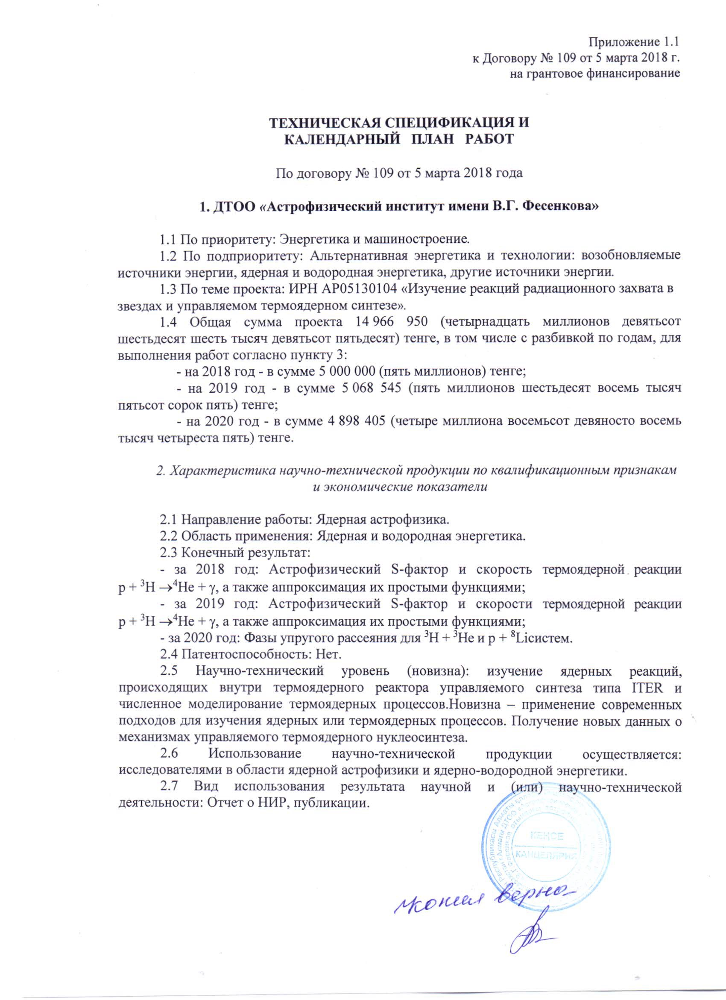 Приложение 1.1
к Договору № 109 от 5 марта 2018 г.
на грантовое финансирование
ТЕХНИЧЕСКАЯ СПЕЦИФИКАЦИЯ И
КАЛЕНДАРНЫЙ ПЛАН РАБОТ
По договору № 109 от 5 марта 2018 года
1. ДТОО «Астрофизический институт имени В.Г. Фесенкова»
1.1 По приоритету: Энергетика и машиностроение.
1.2 По подприоритету: Альтернативная энергетика и технологии: возобновляемые
источники энергии, ядерная и водородная энергетика, другие источники энергии.
1.3 По теме проекта: ИРН АР05130104 «Изучение реакций радиационного захвата в
звездах и управляемом термоядерном синтезе».
1.4 Общая сумма проекта 14 966 950 (четырнадцать миллионов девятьсот
шестьдесят шесть тысяч девятьсот пятьдесят) тенге, в том числе с разбивкой по годам, для
выполнения работ согласно пункту 3:
- на 2018 год - в сумме 5 000 000 (пять миллионов) тенге;
- на 2019 год - в сумме 5 068 545 (пять миллионов шестьдесят восемь тысяч
пятьсот сорок пять) тенге;
- на 2020 год - в сумме 4 898 405 (четыре миллиона восемьсот девяносто восемь
тысяч четыреста пять) тенге.
2. Характеристика научно-технической продукции по квалификационным признакам
и экономические показатели
2.1 Направление работы: Ядерная астрофизика.
2.2 Область применения: Ядерная и водородная энергетика.
2.3 Конечный результат:
- за 2018 год: Астрофизический S-фактор и скорость термоядерной реакции
p + ³H →⁴He + γ, а также аппроксимация их простыми функциями;
- за 2019 год: Астрофизический S-фактор и скорости термоядерной реакции
p + ³H →⁴He + γ, а также аппроксимация их простыми функциями;
- за 2020 год: Фазы упругого рассеяния для ³H + ³He и p + ⁸Liсистем.
2.4 Патентоспособность: Нет.
2.5 Научно-технический уровень (новизна): изучение ядерных реакций,
происходящих внутри термоядерного реактора управляемого синтеза типа ITER и
численное моделирование термоядерных процессов.Новизна – применение современных
подходов для изучения ядерных или термоядерных процессов. Получение новых данных о
механизмах управляемого термоядерного нуклеосинтеза.
2.6 Использование научно-технической продукции осуществляется:
исследователями в области ядерной астрофизики и ядерно-водородной энергетики.
2.7 Вид использования результата научной и (или) научно-технической
деятельности: Отчет о НИР, публикации.
КЕҢСЕ
КАНЦЕЛЯРИЯ
копия верна